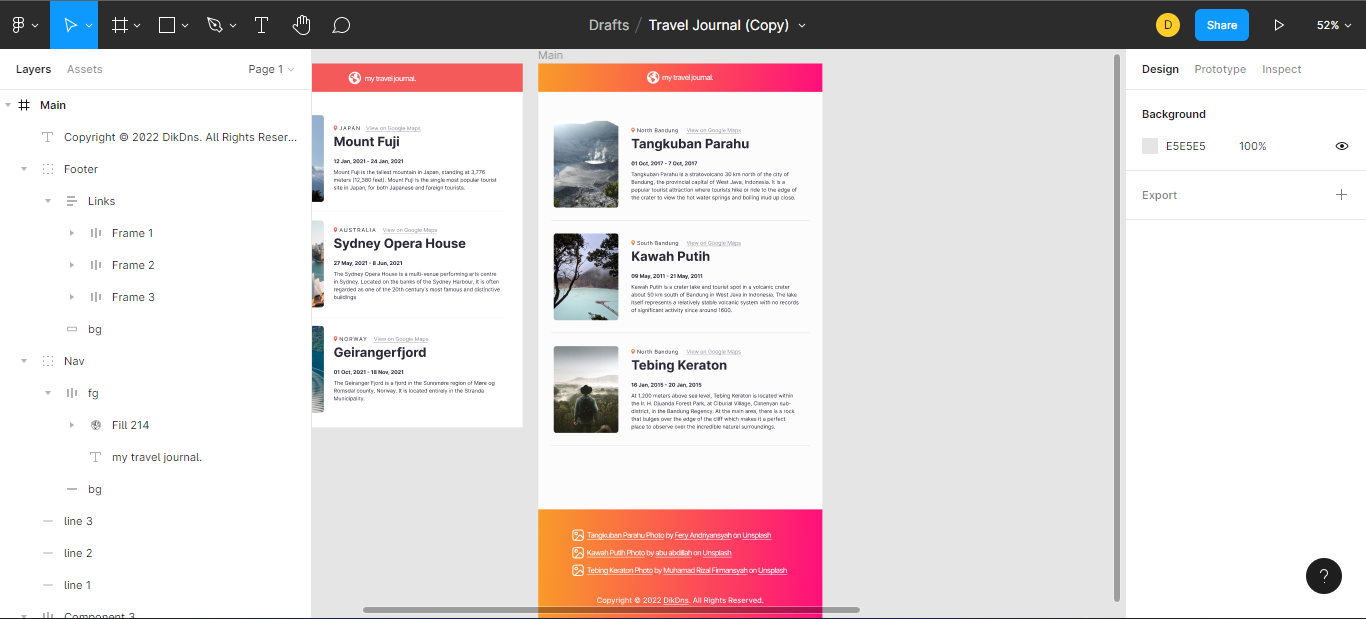 Drafts / Travel Journal (Copy)
D
Share
52%
Layers
Assets
Page 1
Main
Copyright © 2022 DikDns. All Rights Reser...
Footer
Links
Frame 1
Frame 2
Frame 3
bg
Nav
fg
Fill 214
my travel journal.
bg
line 3
line 2
line 1
Component 3
my travel journal.
JAPAN View on Google Maps
Mount Fuji
12 Jan, 2021 - 24 Jan, 2021
Mount Fuji is the tallest mountain in Japan, standing at 3,776
meters (12,380 feet). Mount Fuji is the single most popular tourist
site in Japan, for both Japanese and foreign tourists.
AUSTRALIA View on Google Maps
Sydney Opera House
27 May, 2021 - 8 Jun, 2021
The Sydney Opera House is a multi-venue performing arts centre
in Sydney. Located on the banks of the Sydney Harbour, it is often
regarded as one of the 20th century's most famous and distinctive
buildings
NORWAY View on Google Maps
Geirangerfjord
01 Oct, 2021 - 18 Nov, 2021
The Geiranger Fjord is a fjord in the Sunnmøre region of Møre og
Romsdal county, Norway. It is located entirely in the Stranda
Municipality.
Main
my travel journal.
North Bandung View on Google Maps
Tangkuban Parahu
01 Oct, 2017 - 7 Oct, 2017
Tangkuban Parahu is a stratovolcano 30 km north of the city of
Bandung, the provincial capital of West Java, Indonesia. It is a
popular tourist attraction where tourists hike or ride to the edge of
the crater to view the hot water springs and boiling mud up close.
South Bandung View on Google Maps
Kawah Putih
09 May, 2011 - 21 May, 2011
Kawah Putih is a crater lake and tourist spot in a volcanic crater
about 50 km south of Bandung in West Java in Indonesia. The lake
itself represents a relatively stable volcanic system with no records
of significant activity since around 1600.
North Bandung View on Google Maps
Tebing Keraton
16 Jan, 2015 - 20 Jan, 2015
At 1,200 meters above sea level, Tebing Keraton is located within
the Ir. H. Djuanda Forest Park, at Ciburial Village, Cimenyan sub-
district, in the Bandung Regency. At the main area, there is a rock
that bulges over the edge of the cliff which makes it a perfect
place to observe over the incredible natural surroundings.
Tangkuban Parahu Photo by Fery Andriyansyah on Unsplash
Kawah Putih Photo by abu abdillah on Unsplash
Tebing Keraton Photo by Muhamad Rizal Firmansyah on Unsplash
Copyright © 2022 DikDns. All Rights Reserved.
Design
Prototype
Inspect
Background
E5E5E5
100%
Export
?